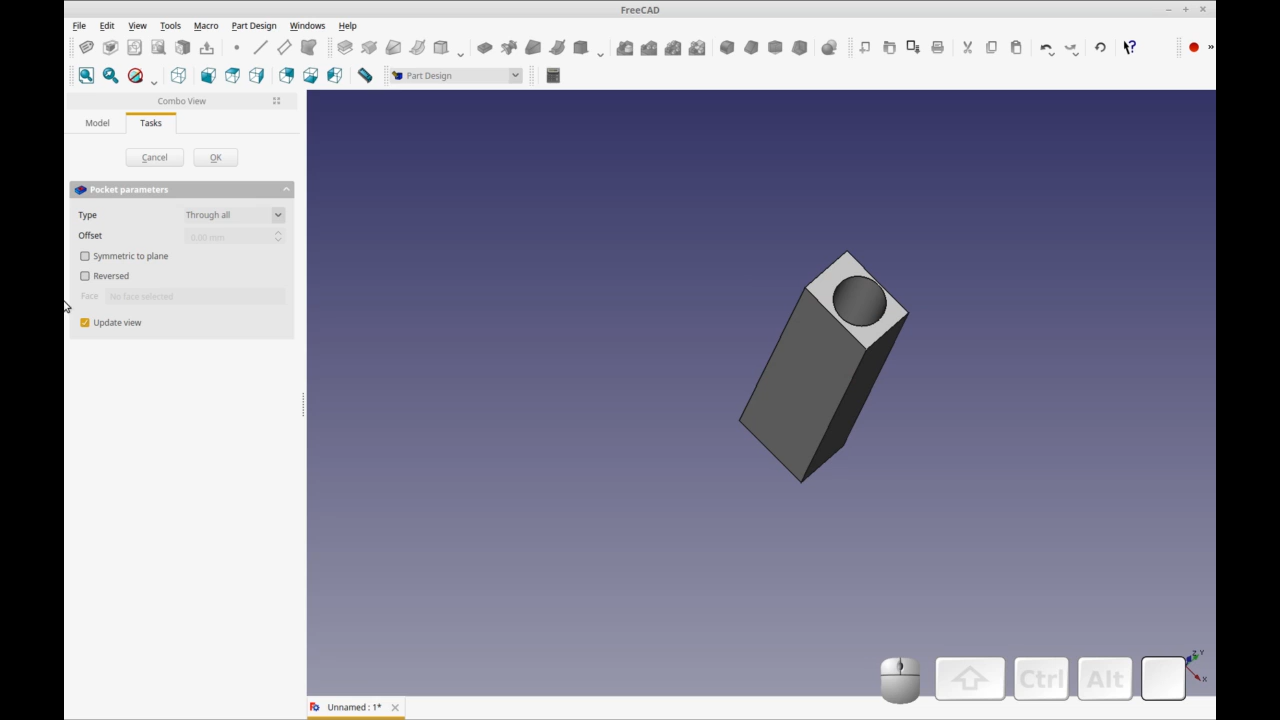 FreeCAD
File Edit View Tools Macro Part Design Windows Help
Part Design
Combo View
Model Tasks
Cancel OK
Pocket parameters
Type Through all
Offset 0.00 mm
Symmetric to plane
Reversed
Face No face selected
Update view
Ctrl Alt
Z Y
X
Unnamed : 1*